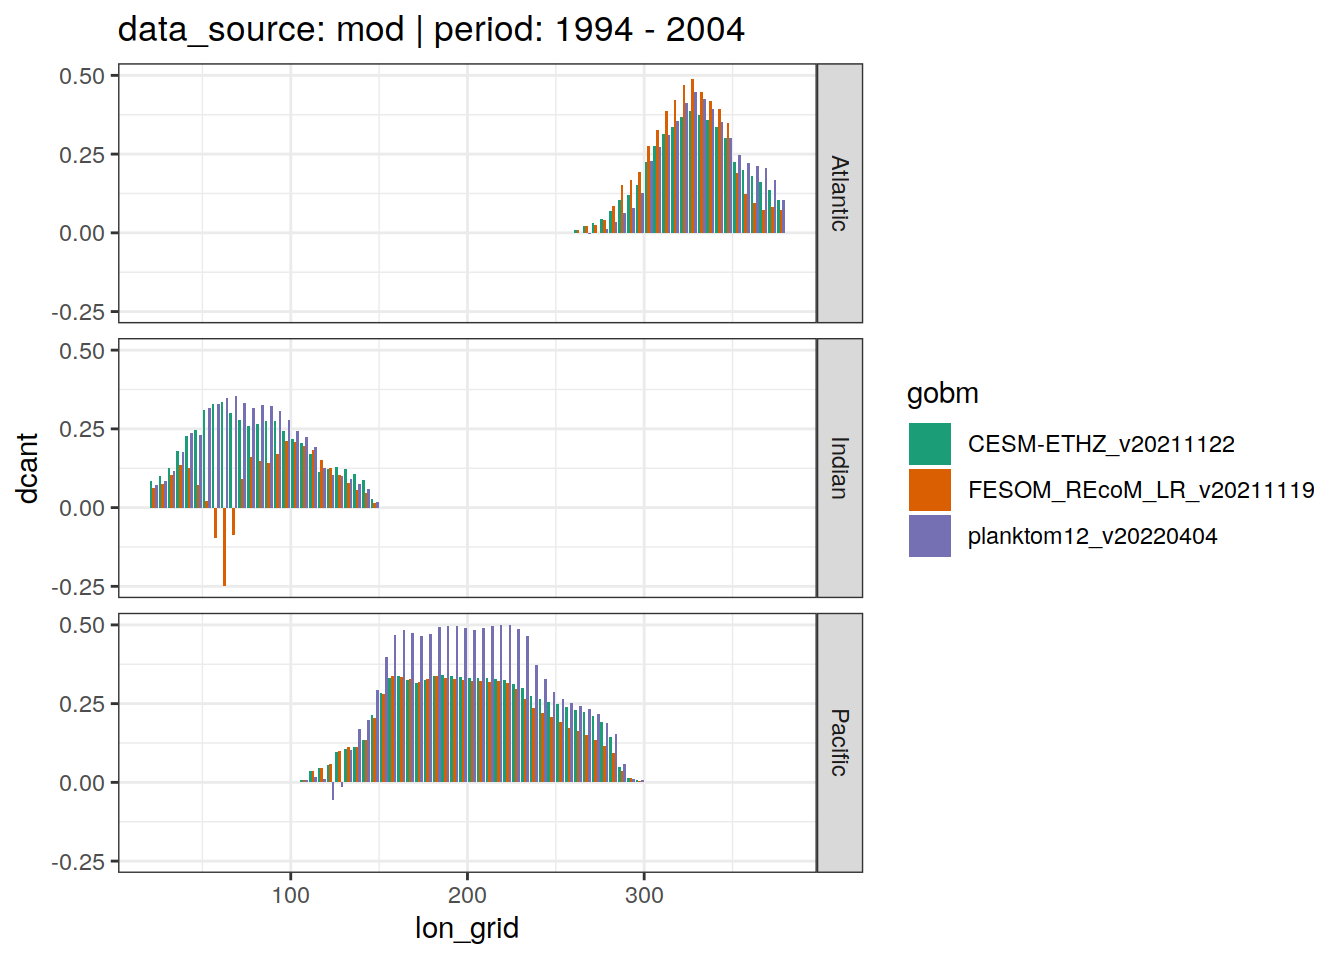 data_source: mod | period: 1994 - 2004
0.50
0.25
0.00
-0.25
Atlantic
0.50
0.25
0.00
-0.25
Indian
0.50
0.25
0.00
-0.25
Pacific
100 200 300
lon_grid
dcant
gobm
CESM-ETHZ_v20211122
FESOM_REcoM_LR_v20211119
planktom12_v20220404